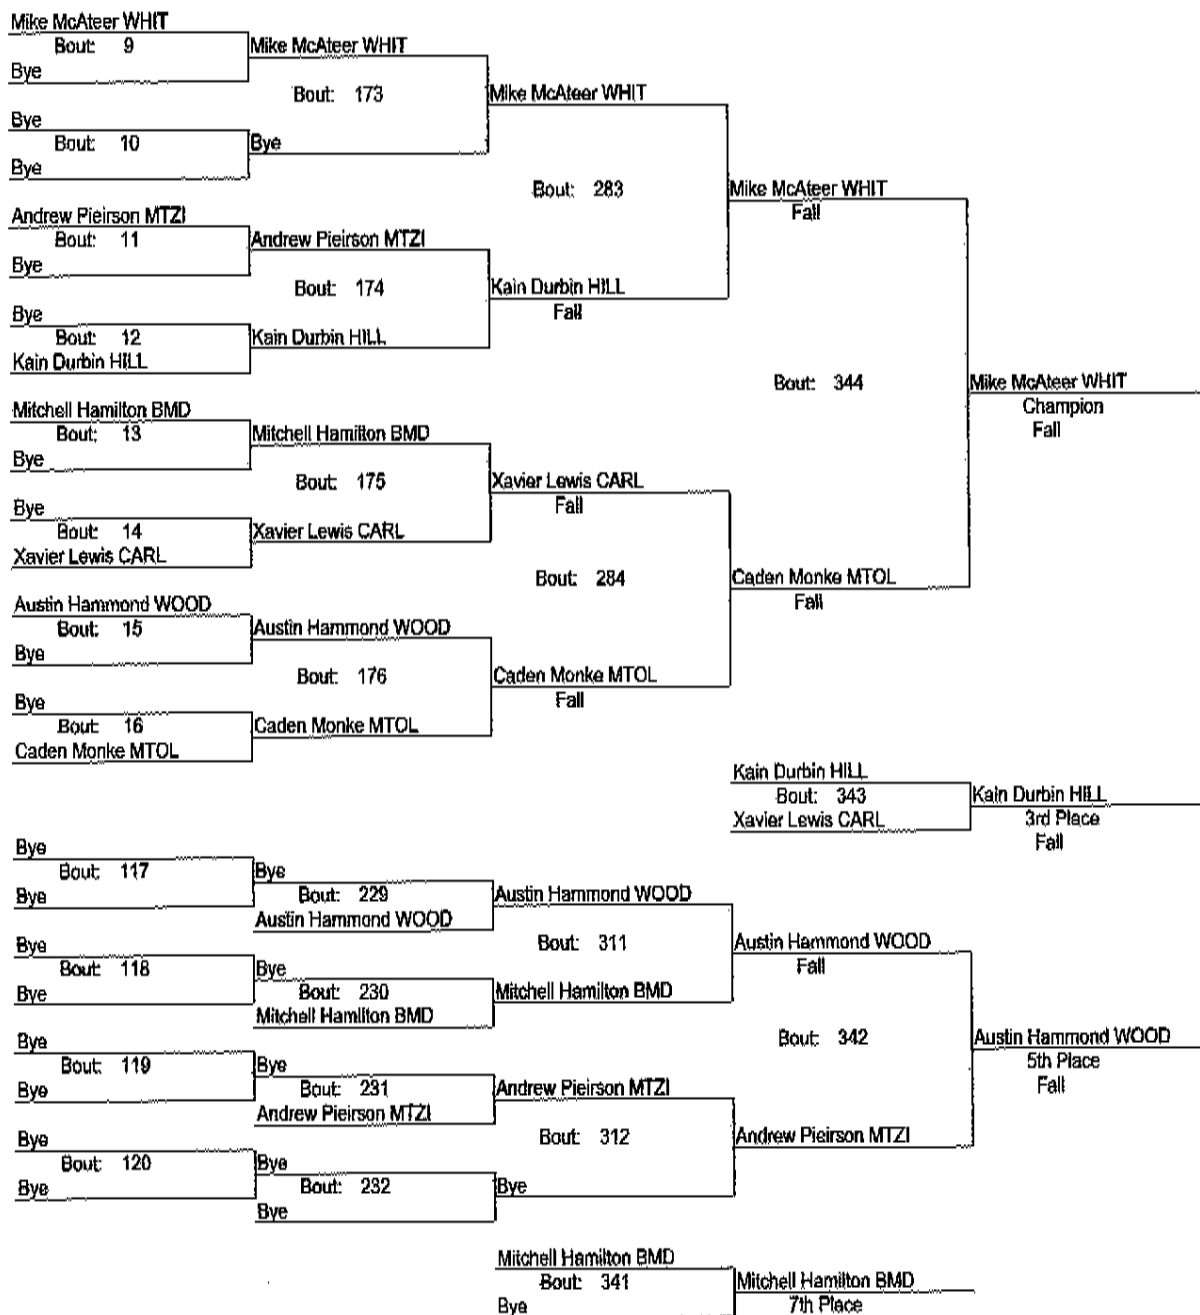 Mike McAteer WHIT
Bout: 9
Mike McAteer WHIT
Bye
Bout: 173
Mike McAteer WHIT
Bye
Bout: 10
Bye
Bye
Bout: 283
Mike McAteer WHIT
Fall
Andrew Pieirson MTZI
Bout: 11
Andrew Pieirson MTZI
Bye
Bout: 174
Kain Durbin HILL
Fall
Bye
Bout: 12
Kain Durbin HILL
Kain Durbin HILL
Bout: 344
Mike McAteer WHIT
Champion
Fall
Mitchell Hamilton BMD
Bout: 13
Mitchell Hamilton BMD
Bye
Bout: 175
Xavier Lewis CARL
Fall
Bye
Bout: 14
Xavier Lewis CARL
Xavier Lewis CARL
Bout: 284
Caden Monke MTOL
Fall
Austin Hammond WOOD
Bout: 15
Austin Hammond WOOD
Bye
Bout: 176
Caden Monke MTOL
Fall
Bye
Bout: 16
Caden Monke MTOL
Caden Monke MTOL
Kain Durbin HILL
Bout: 343
Kain Durbin HILL
Xavier Lewis CARL
3rd Place
Fall
Bye
Bout: 117
Bye
Bye
Bout: 229
Austin Hammond WOOD
Austin Hammond WOOD
Bye
Bout: 118
Bye
Bye
Bout: 230
Mitchell Hamilton BMD
Mitchell Hamilton BMD
Bout: 311
Austin Hammond WOOD
Fall
Bye
Bout: 119
Bye
Bye
Bout: 231
Andrew Pieirson MTZI
Andrew Pieirson MTZI
Bout: 342
Austin Hammond WOOD
5th Place
Fall
Bye
Bout: 120
Bye
Bye
Bout: 232
Bye
Bye
Bout: 312
Andrew Pieirson MTZI
Mitchell Hamilton BMD
Bout: 341
Mitchell Hamilton BMD
Bye
7th Place